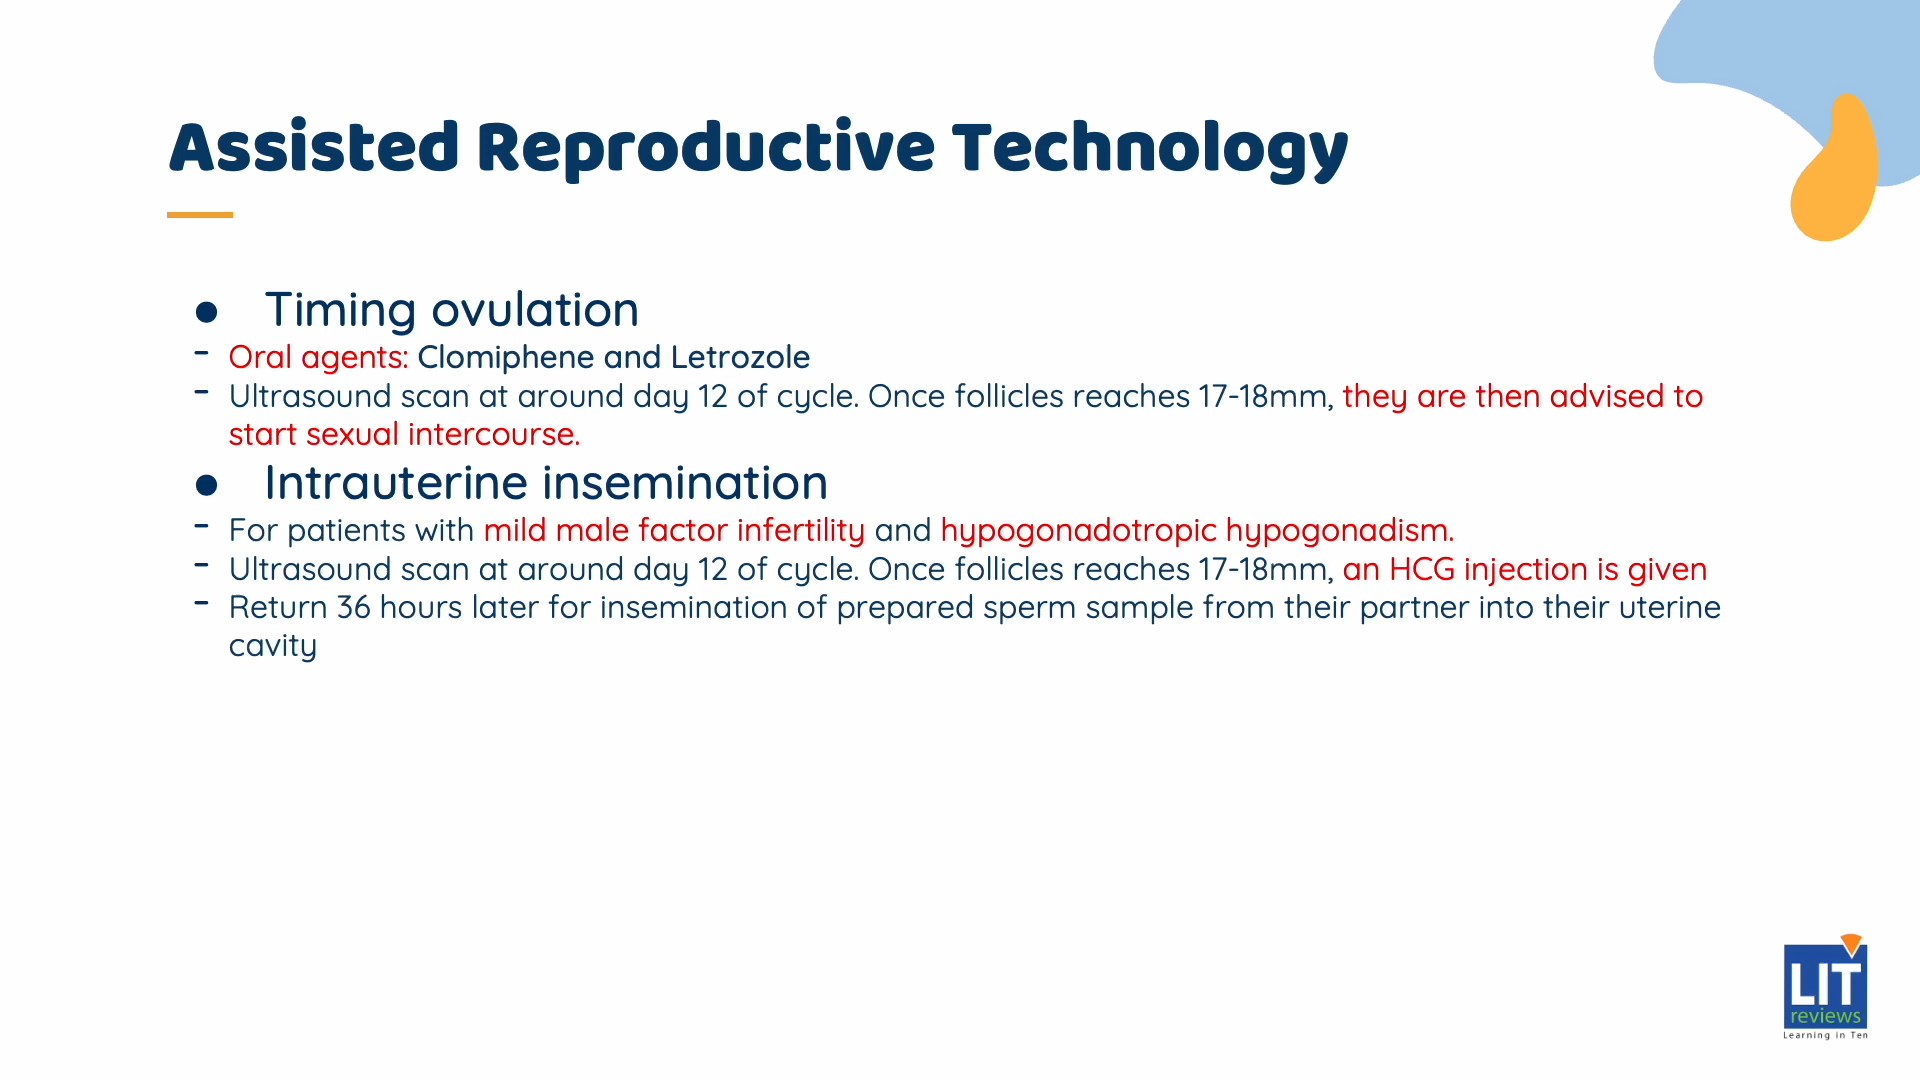 Assisted Reproductive Technology
● Timing ovulation
- Oral agents: Clomiphene and Letrozole
- Ultrasound scan at around day 12 of cycle. Once follicles reaches 17-18mm, they are then advised to
start sexual intercourse.
● Intrauterine insemination
- For patients with mild male factor infertility and hypogonadotropic hypogonadism.
- Ultrasound scan at around day 12 of cycle. Once follicles reaches 17-18mm, an HCG injection is given
- Return 36 hours later for insemination of prepared sperm sample from their partner into their uterine
cavity
LIT
reviews
Learning in Ten